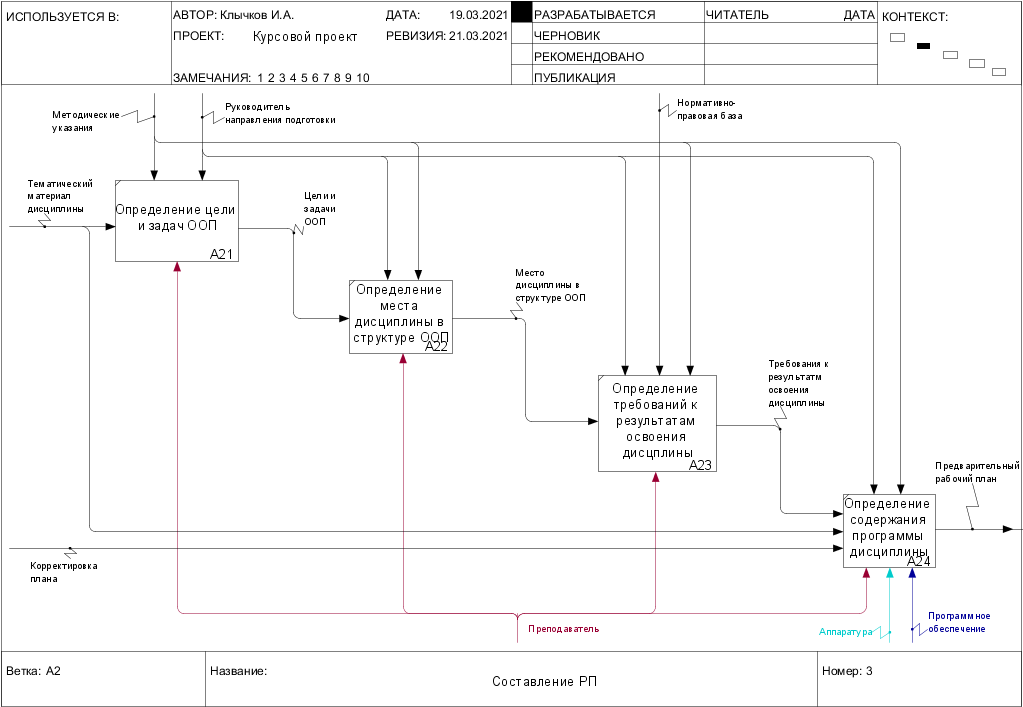 ИСПОЛЬЗУЕТСЯ В:
АВТОР: Клычков И.А.
ДАТА: 19.03.2021
РАЗРАБАТЫВАЕТСЯ
ЧИТАТЕЛЬ
ДАТА
КОНТЕКСТ:
ПРОЕКТ: Курсовой проект
РЕВИЗИЯ: 21.03.2021
ЧЕРНОВИК
РЕКОМЕНДОВАНО
ЗАМЕЧАНИЯ: 1 2 3 4 5 6 7 8 9 10
ПУБЛИКАЦИЯ
Методические
указания
Руководитель
направления подготовки
Нормативно-
правовая база
Тематический
материал
дисциплины
Определение цели
и задач ООП
A21
Цели и
задачи
ООП
Определение
места
дисциплины в
структуре ООП
A22
Место
дисциплины в
структуре ООП
Определение
требований к
результатам
освоения
дисцплины
A23
Требования к
результатм
освоения
дисциплины
Определение
содержания
программы
дисциплины
A24
Предварительный
рабочий план
Корректировка
плана
Преподаватель
Аппаратура
Программное
обеспечение
Ветка: A2
Название:
Составление РП
Номер: 3